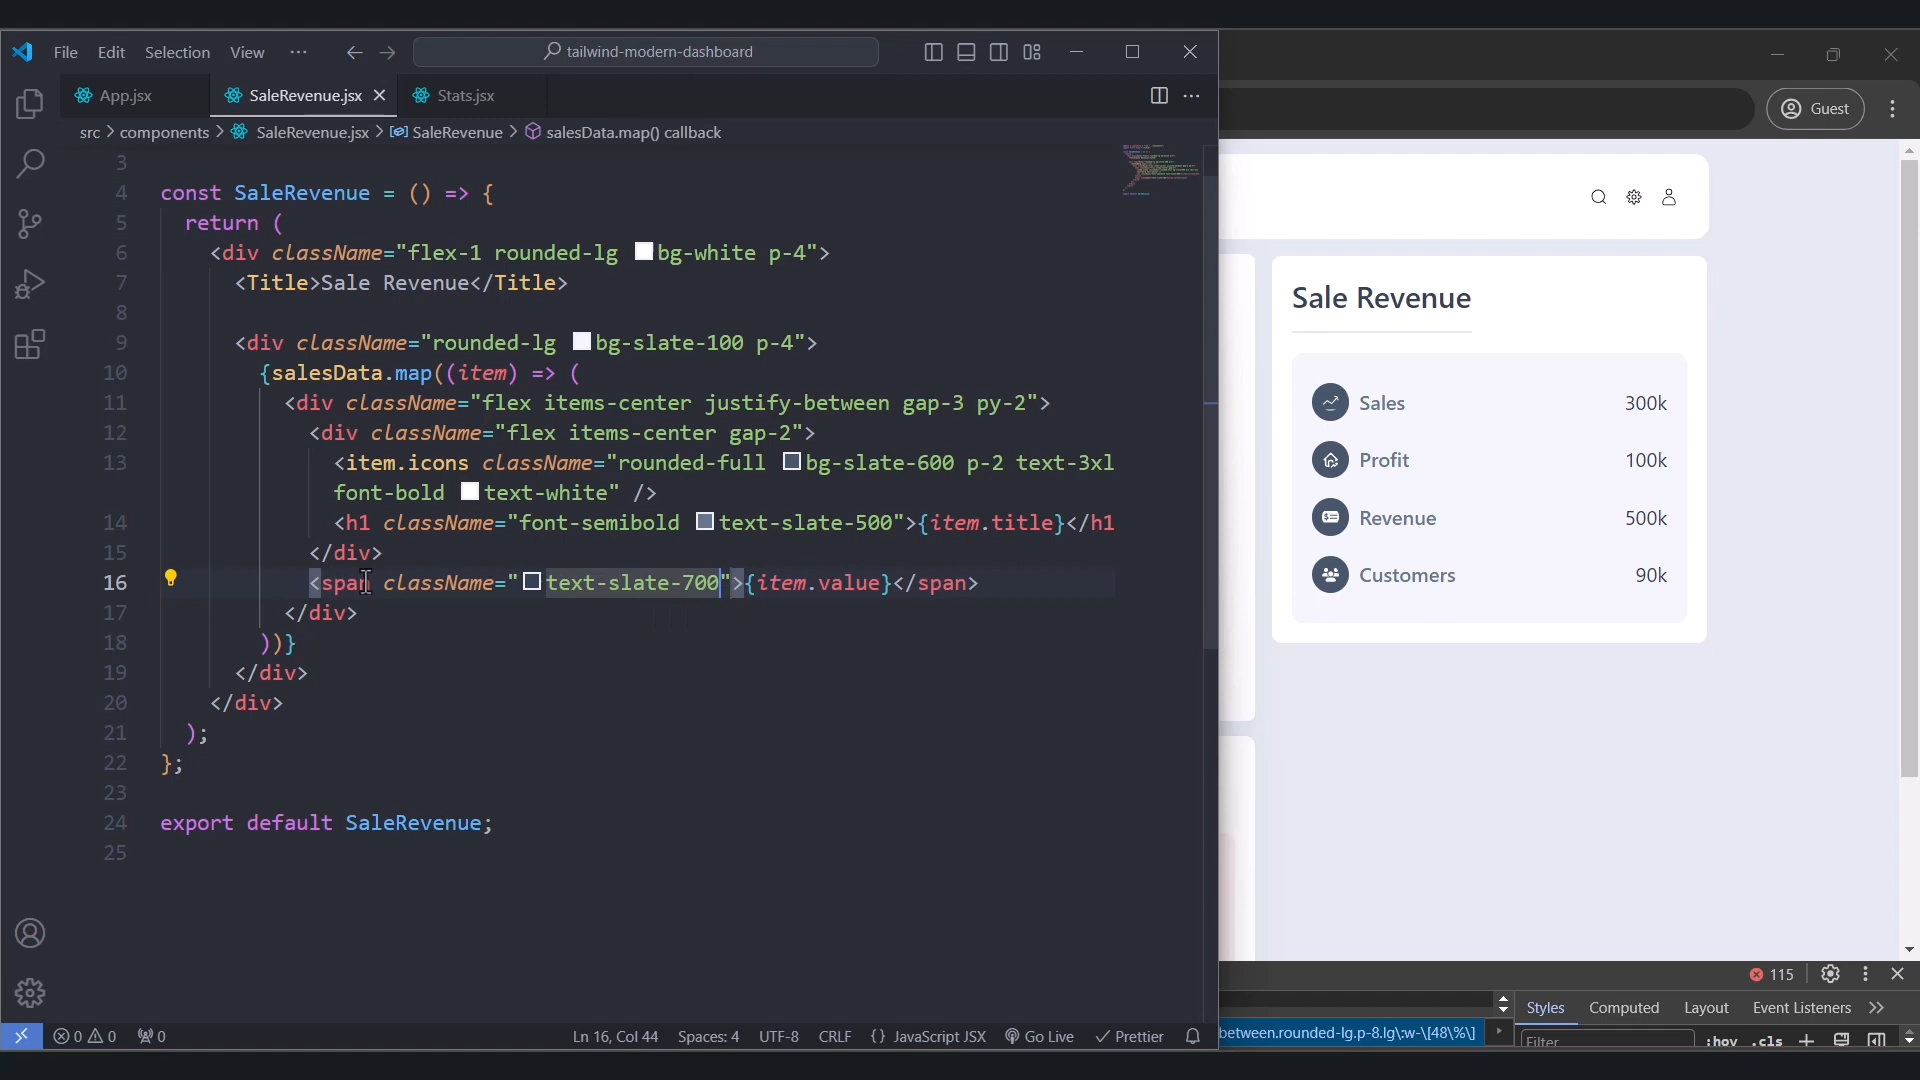 File Edit Selection View ··· tailwind-modern-dashboard
App.jsx SaleRevenue.jsx Stats.jsx
src > components > SaleRevenue.jsx > SaleRevenue > salesData.map() callback
3
4 const SaleRevenue = () => {
5 return (
6 <div className="flex-1 rounded-lg bg-white p-4">
7 <Title>Sale Revenue</Title>
8
9 <div className="rounded-lg bg-slate-100 p-4">
10 {salesData.map((item) => (
11 <div className="flex items-center justify-between gap-3 py-2">
12 <div className="flex items-center gap-2">
13 <item.icons className="rounded-full bg-slate-600 p-2 text-3xl
font-bold text-white" />
14 <h1 className="font-semibold text-slate-500">{item.title}</h1
15 </div>
16 <span className="text-slate-700">{item.value}</span>
17 </div>
18 ))}
19 </div>
20 </div>
21 );
22 };
23
24 export default SaleRevenue;
25
0 0 0 Ln 16, Col 44 Spaces: 4 UTF-8 CRLF {} JavaScript JSX Go Live Prettier
Guest
Sale Revenue
Sales 300k
Profit 100k
Revenue 500k
Customers 90k
115
Styles Computed Layout Event Listeners >>
between.rounded-lg.p-8.lg\:w-\[48\%\]
Filter :hov .cls +